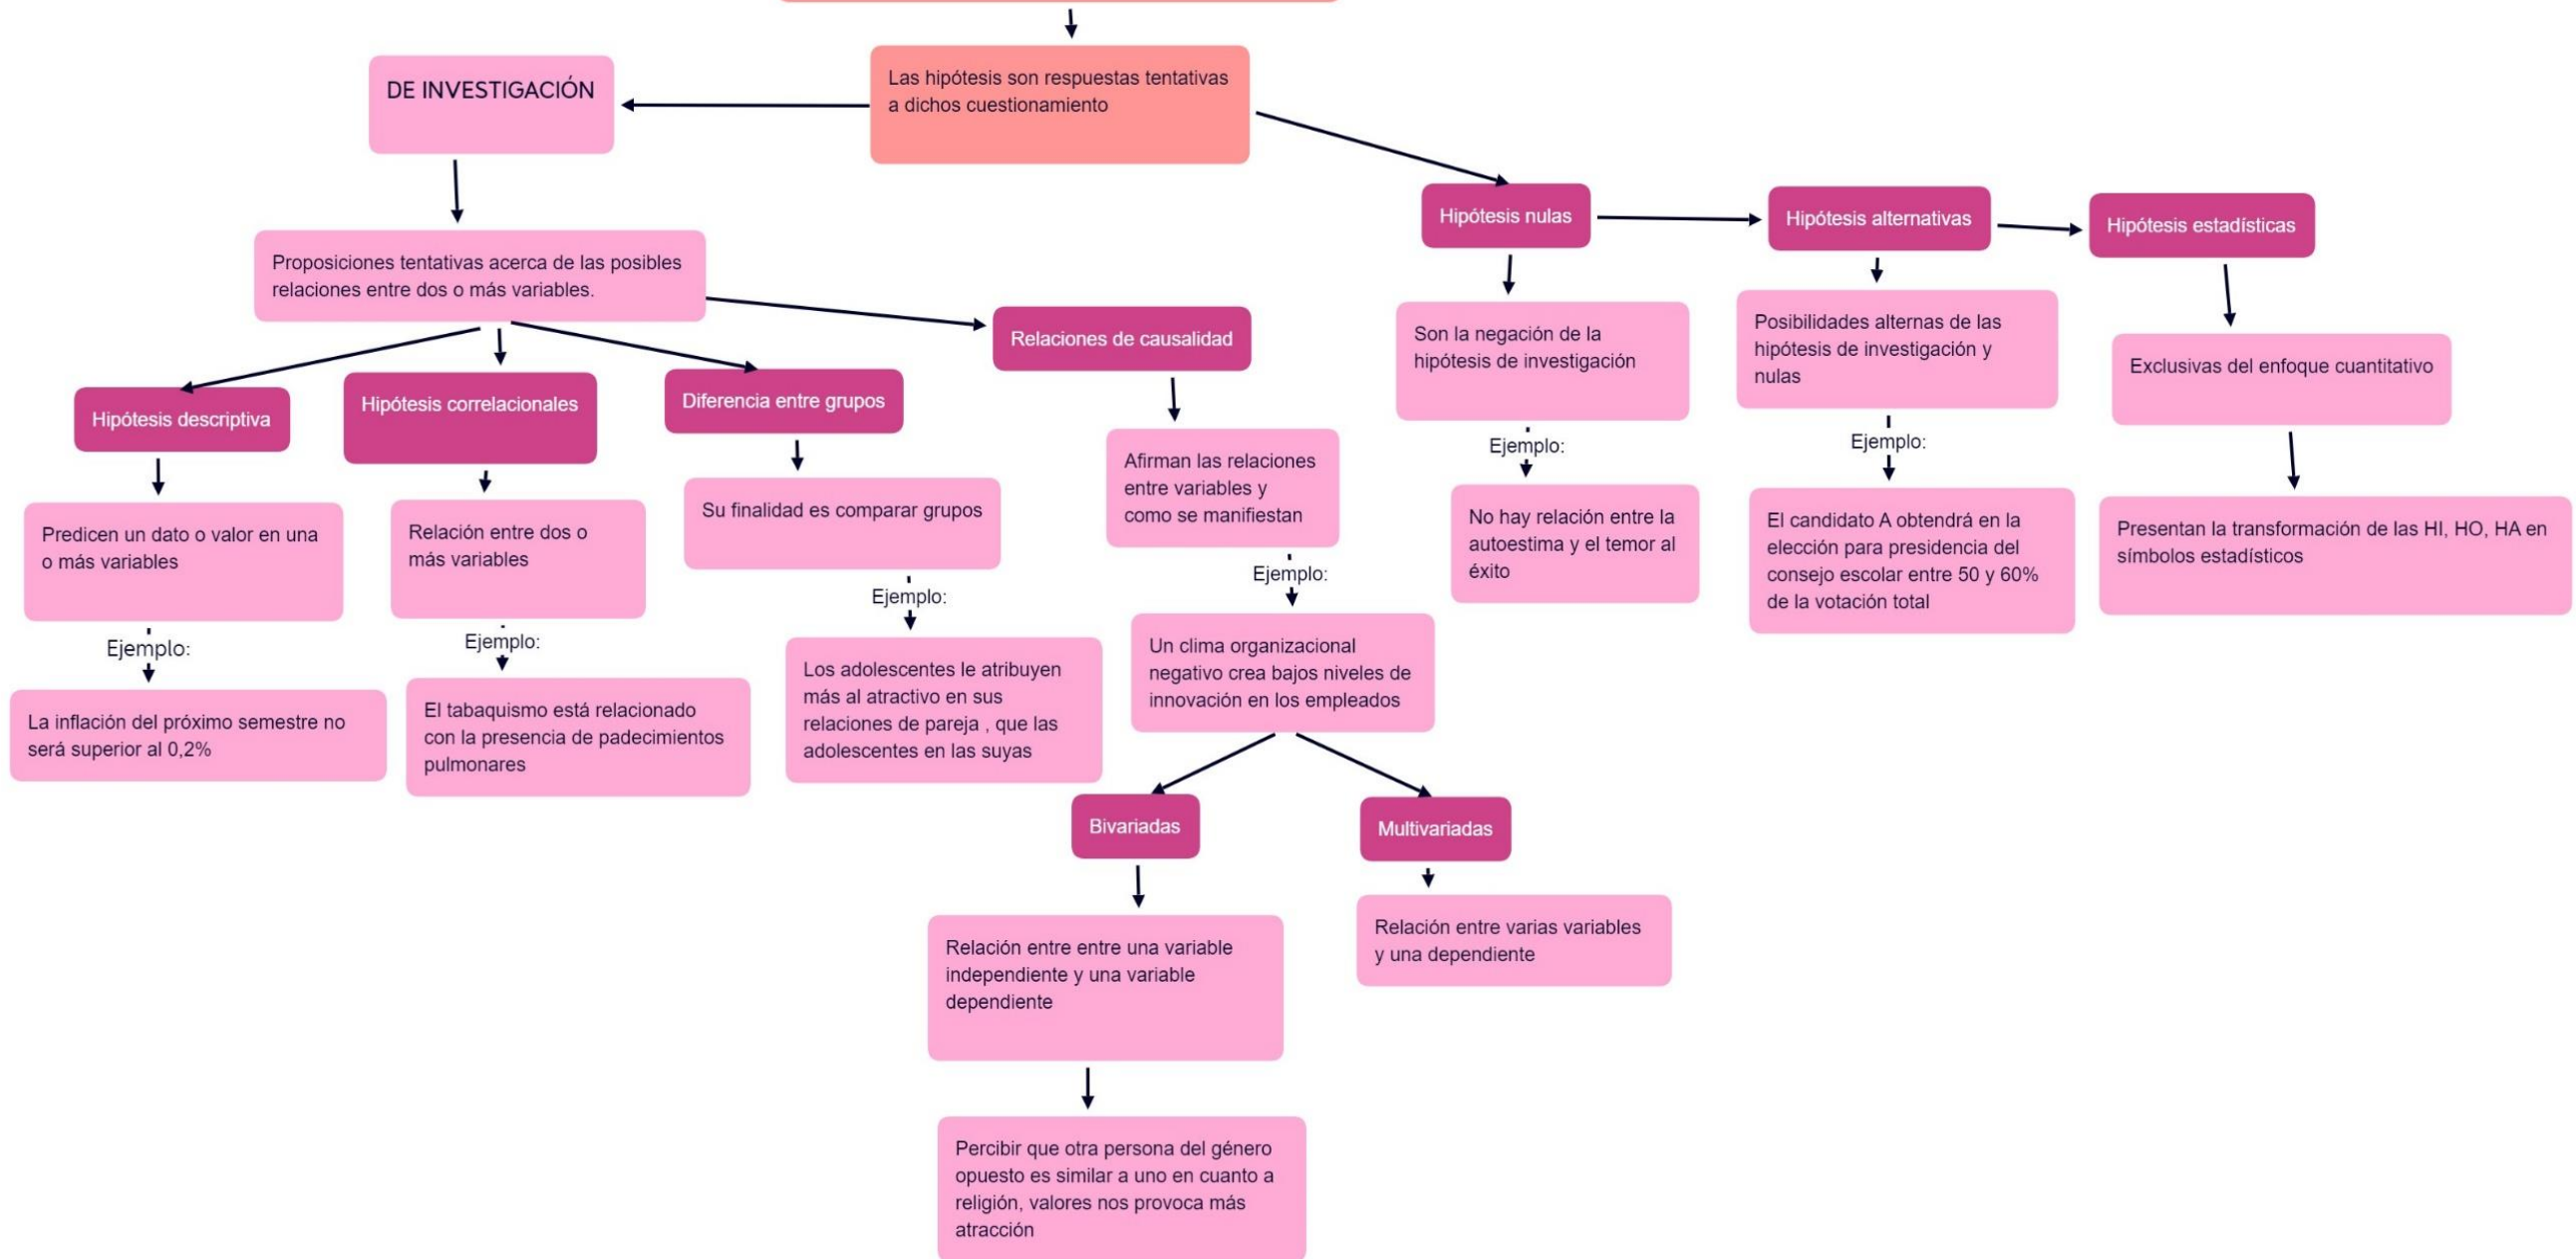 DE INVESTIGACIÓN
Las hipótesis son respuestas tentativas
a dichos cuestionamiento
Hipótesis nulas
Hipótesis alternativas
Hipótesis estadísticas
Proposiciones tentativas acerca de las posibles
relaciones entre dos o más variables.
Relaciones de causalidad
Son la negación de la
hipótesis de investigación
Posibilidades alternas de las
hipótesis de investigación y
nulas
Exclusivas del enfoque cuantitativo
Hipótesis descriptiva
Hipótesis correlacionales
Diferencia entre grupos
Afirman las relaciones
entre variables y
como se manifiestan
Ejemplo:
Ejemplo:
Predicen un dato o valor en una
o más variables
Relación entre dos o
más variables
Su finalidad es comparar grupos
No hay relación entre la
autoestima y el temor al
éxito
El candidato A obtendrá en la
elección para presidencia del
consejo escolar entre 50 y 60%
de la votación total
Presentan la transformación de las HI, HO, HA en
símbolos estadísticos
Ejemplo:
Ejemplo:
Ejemplo:
Ejemplo:
La inflación del próximo semestre no
será superior al 0,2%
El tabaquismo está relacionado
con la presencia de padecimientos
pulmonares
Los adolescentes le atribuyen
más al atractivo en sus
relaciones de pareja , que las
adolescentes en las suyas
Un clima organizacional
negativo crea bajos niveles de
innovación en los empleados
Bivariadas
Multivariadas
Relación entre entre una variable
independiente y una variable
dependiente
Relación entre varias variables
y una dependiente
Percibir que otra persona del género
opuesto es similar a uno en cuanto a
religión, valores nos provoca más
atracción